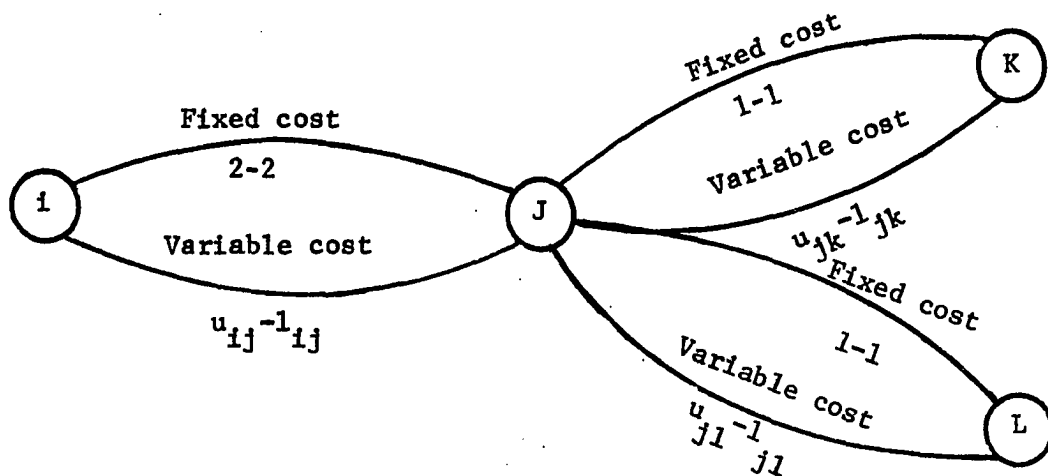 Fixed cost
2-2
i
Variable cost
u_ij-l_ij
J
Fixed cost
1-1
K
Variable cost
u_jk-l_jk
Fixed cost
1-1
Variable cost
u_jl-l_jl
L